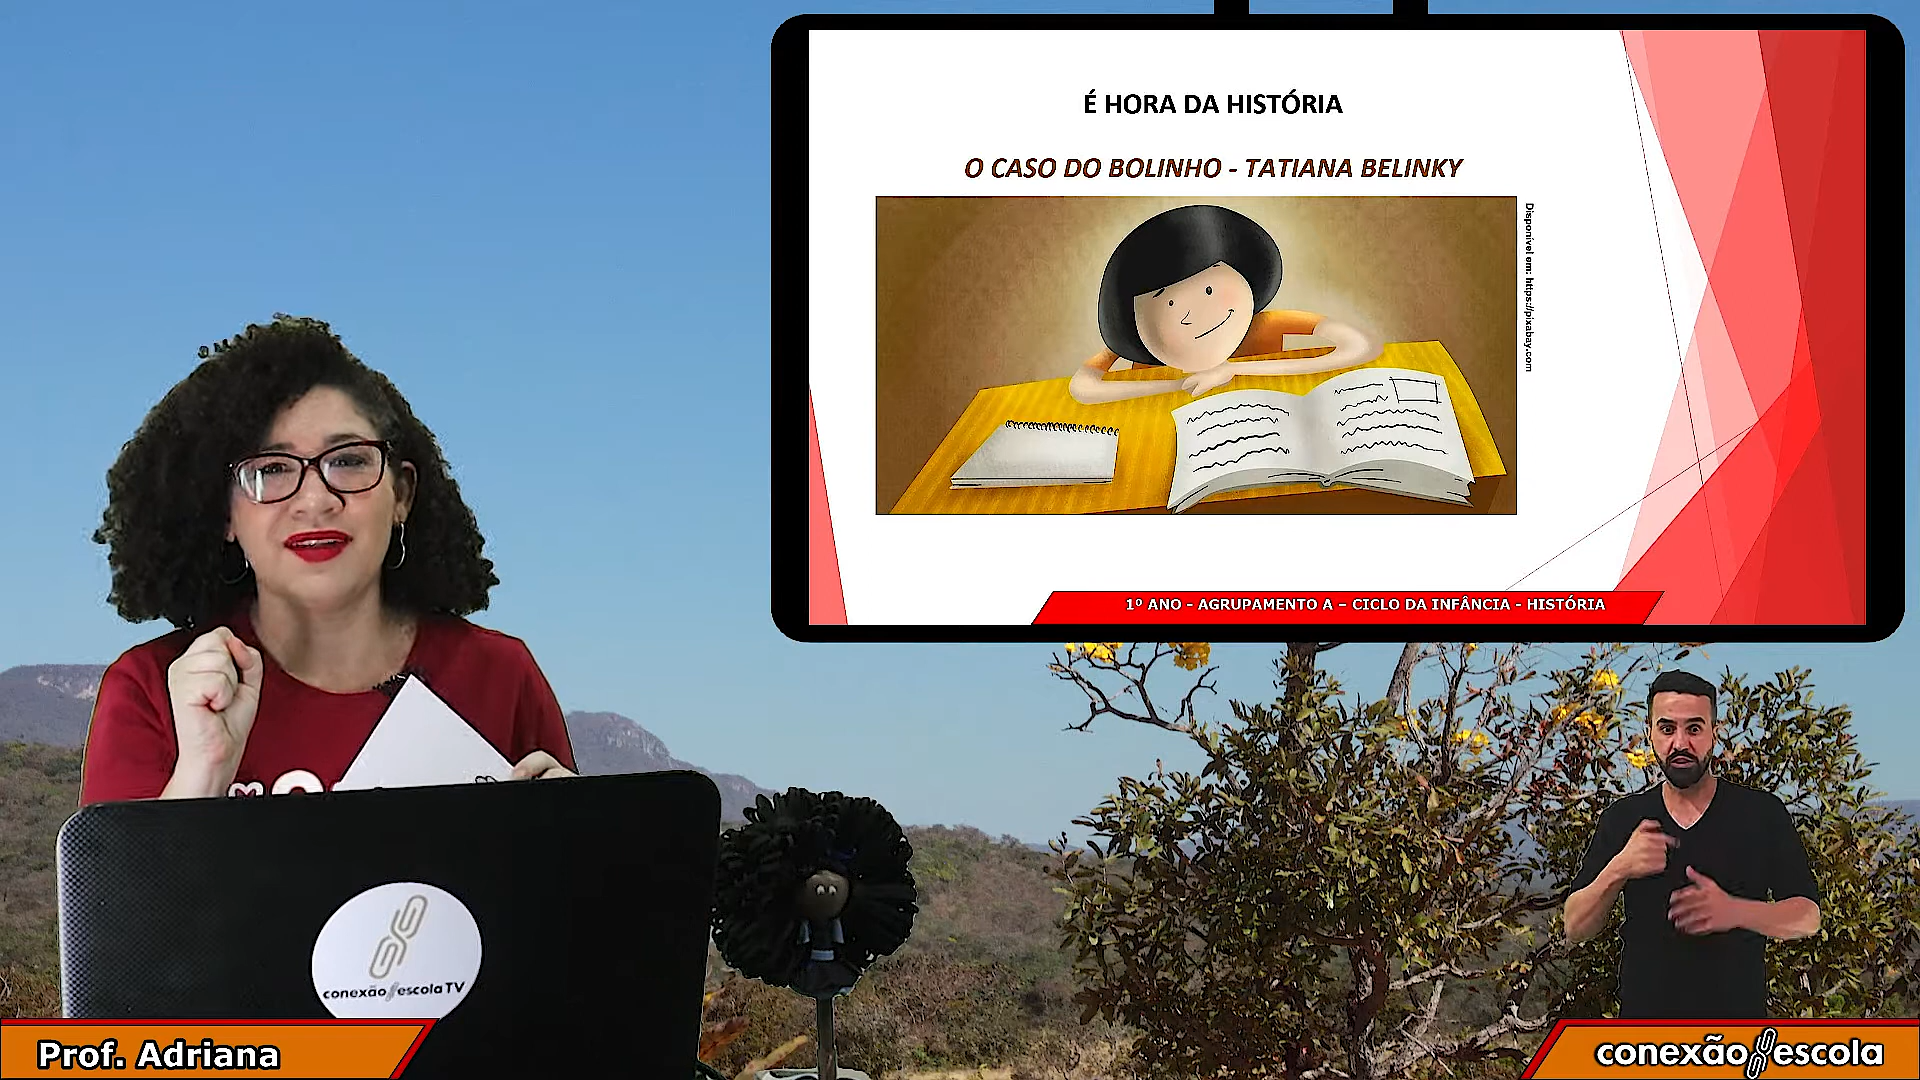 É HORA DA HISTÓRIA
O CASO DO BOLINHO - TATIANA BELINKY
Disponível em: https://pixabay.com
1º ANO - AGRUPAMENTO A – CICLO DA INFÂNCIA - HISTÓRIA
conexão escola TV
Prof. Adriana
conexão escola